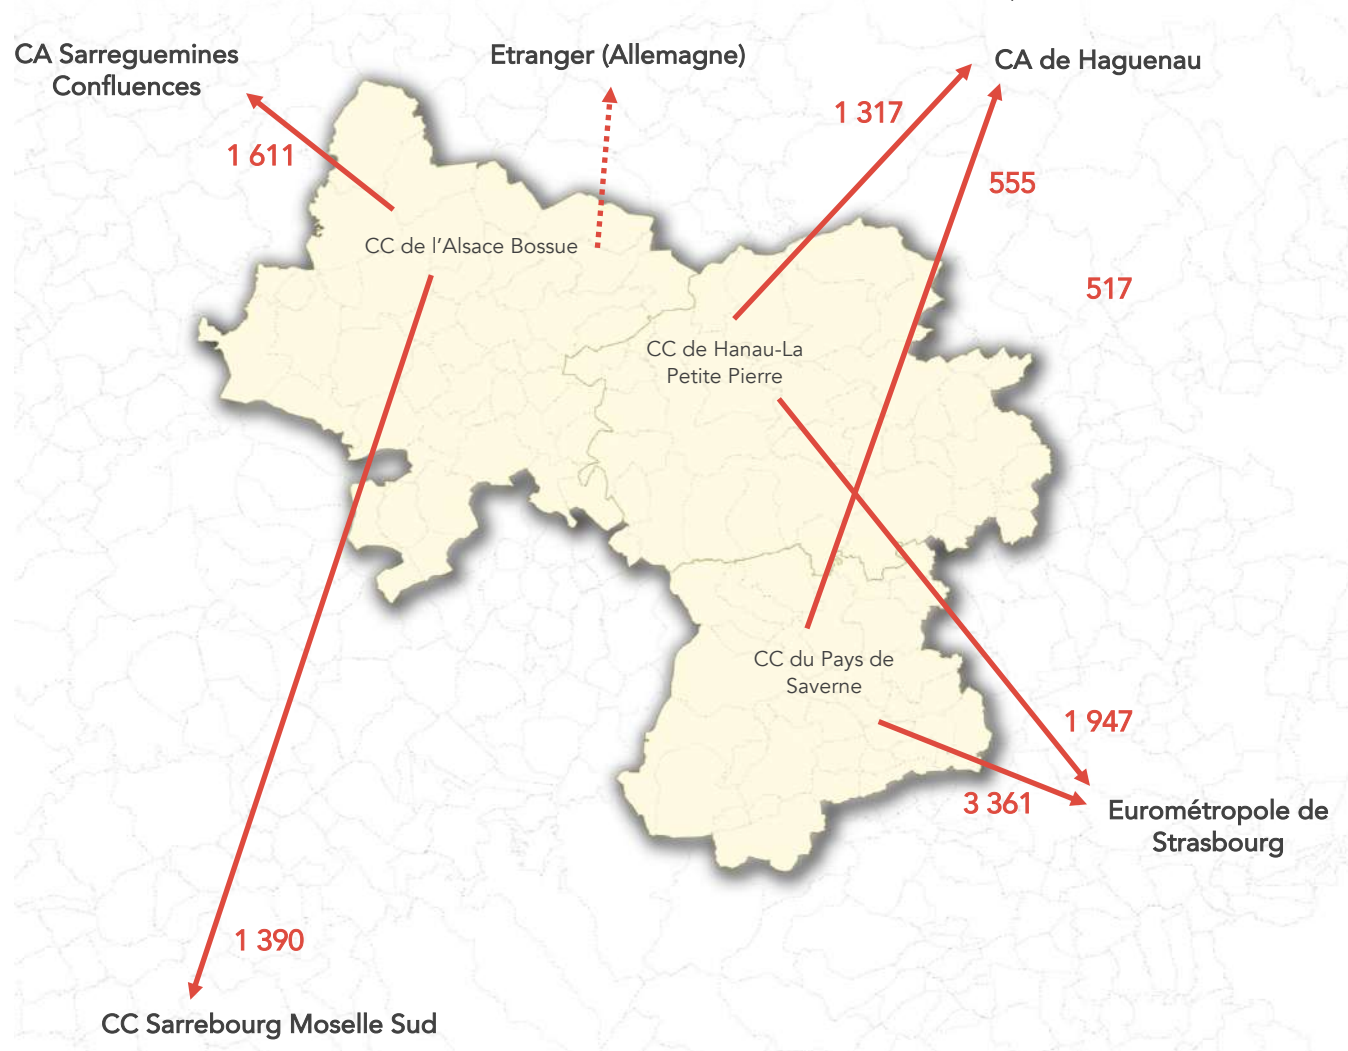 CA Sarreguemines
Confluences
Etranger (Allemagne)
CA de Haguenau
1 317
1 611
555
CC de l'Alsace Bossue
517
CC de Hanau-La
Petite Pierre
CC du Pays de
Saverne
1 947
3 361
Eurométropole de
Strasbourg
1 390
CC Sarrebourg Moselle Sud